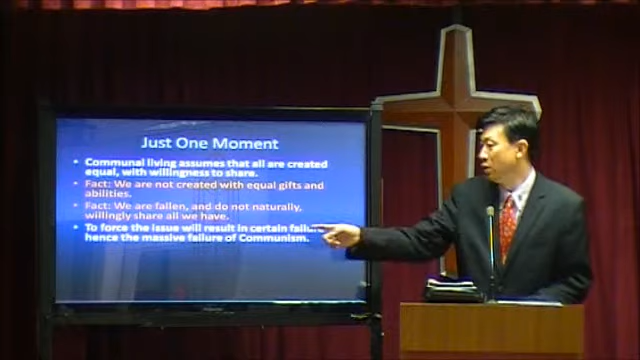 Just One Moment
• Communal living assumes that all are created
equal, with willingness to share.
• Fact: We are not created with equal gifts and
abilities.
• Fact: We are fallen, and do not naturally,
willingly share all we have.
• To force the issue will result in certain
hence the massive failure of Communism.